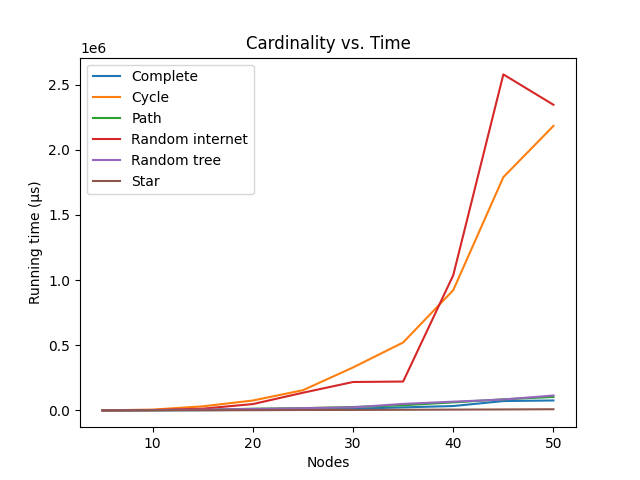 Cardinality vs. Time
1e6
Complete
Cycle
Path
Random internet
Random tree
Star
2.5
2.0
1.5
1.0
0.5
0.0
Running time (µs)
10 20 30 40 50
Nodes